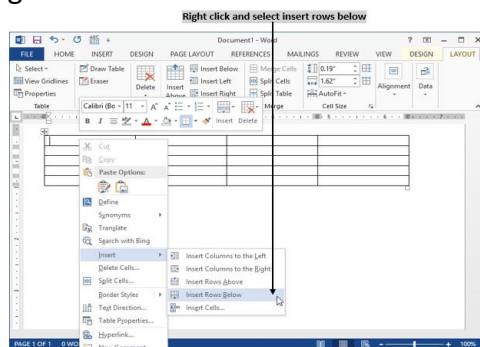 Right click and select insert rows below
Document1 - Word
FILE HOME INSERT DESIGN PAGE LAYOUT REFERENCES MAILINGS REVIEW VIEW DESIGN LAYOUT
Select
View Gridlines
Properties
Table
Draw Table
Eraser
Delete
Insert Above
Insert Below
Insert Left
Insert Right
Merge Cells
Split Cells
Split Table
Merge
0.19"
1.62"
AutoFit
Cell Size
Alignment
Data
Calibri (Bo 11 A A
B I Insert Delete
Cut
Copy
Paste Options:
Define
Synonyms
Translate
Search with Bing
Insert
Delete Cells...
Split Cells...
Border Styles
Text Direction...
Table Properties...
Hyperlink...
New Comment
Insert Columns to the Left
Insert Columns to the Right
Insert Rows Above
Insert Rows Below
Insert Cells...
PAGE 1 OF 1 0 WO
100%